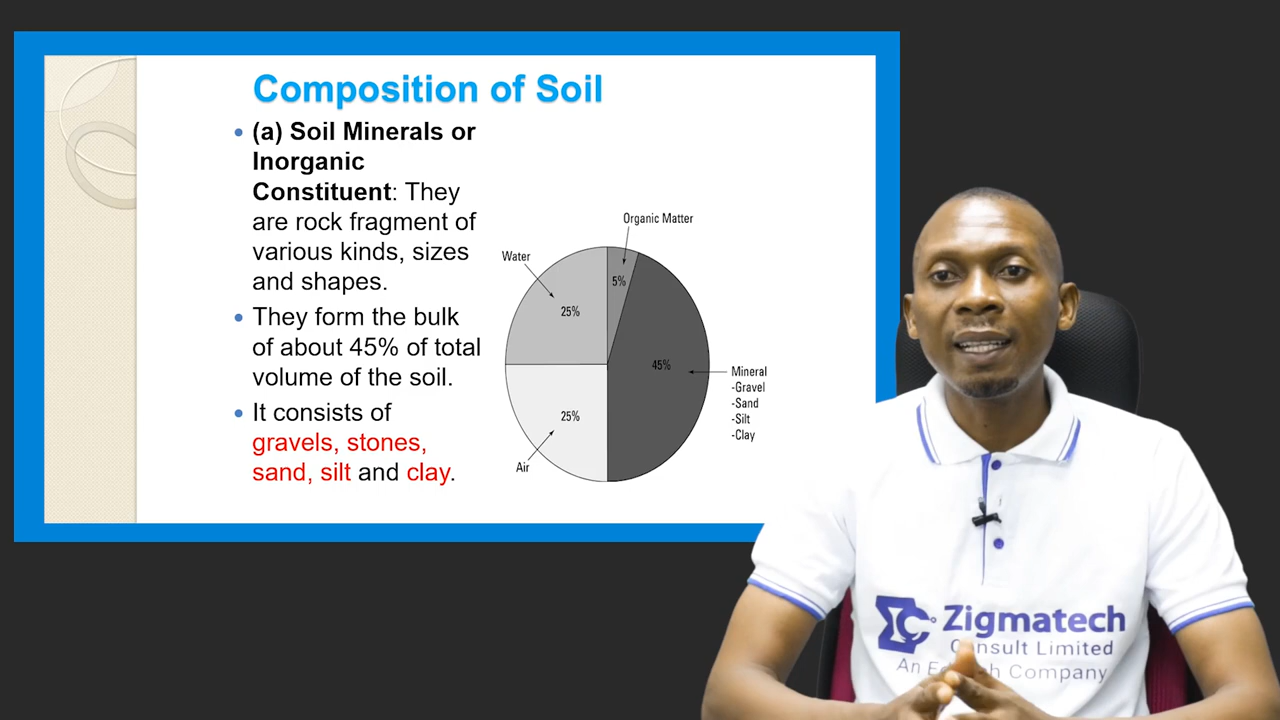 Composition of Soil
• (a) Soil Minerals or
Inorganic
Constituent: They
are rock fragment of
various kinds, sizes
and shapes.
• They form the bulk
of about 45% of total
volume of the soil.
• It consists of
gravels, stones,
sand, silt and clay.
Organic Matter
Water
5%
25%
45%
Mineral
-Gravel
-Sand
-Silt
-Clay
25%
Air
Zigmatech
nsult Limited
An Company